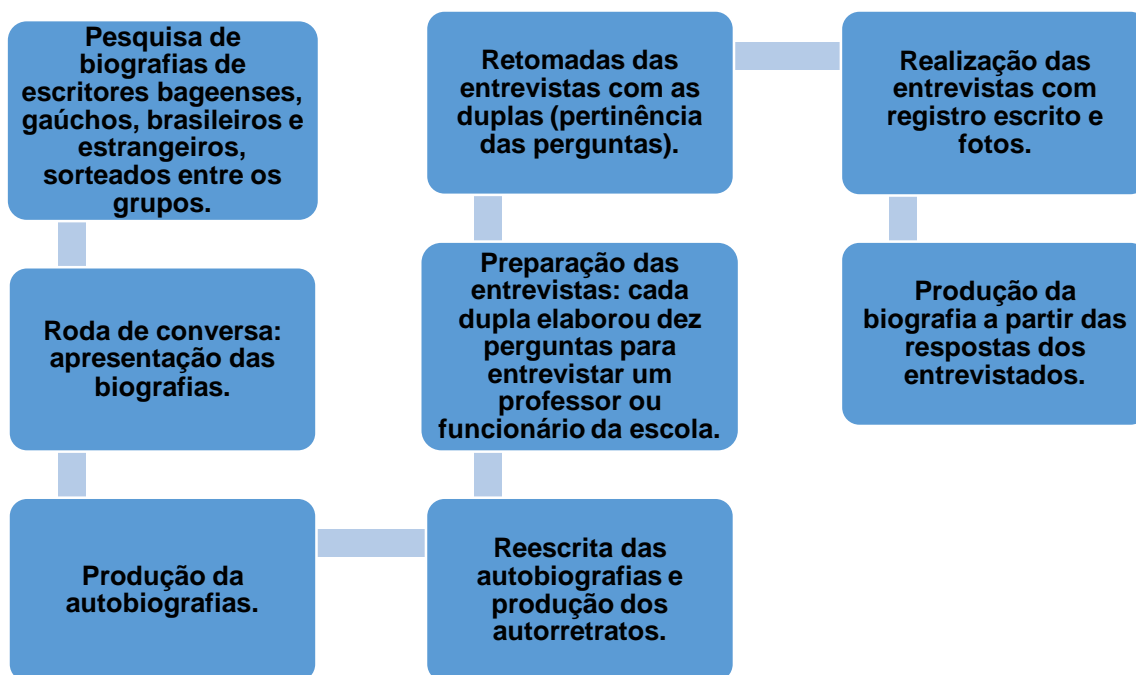 Pesquisa de
biografias de
escritores bageenses,
gaúchos, brasileiros e
estrangeiros,
sorteados entre os
grupos.
Roda de conversa:
apresentação das
biografias.
Produção da
autobiografias.
Reescrita das
autobiografias e
produção dos
autorretratos.
Preparação das
entrevistas: cada
dupla elaborou dez
perguntas para
entrevistar um
professor ou
funcionário da escola.
Retomadas das
entrevistas com as
duplas (pertinência
das perguntas).
Realização das
entrevistas com
registro escrito e
fotos.
Produção da
biografia a partir das
respostas dos
entrevistados.